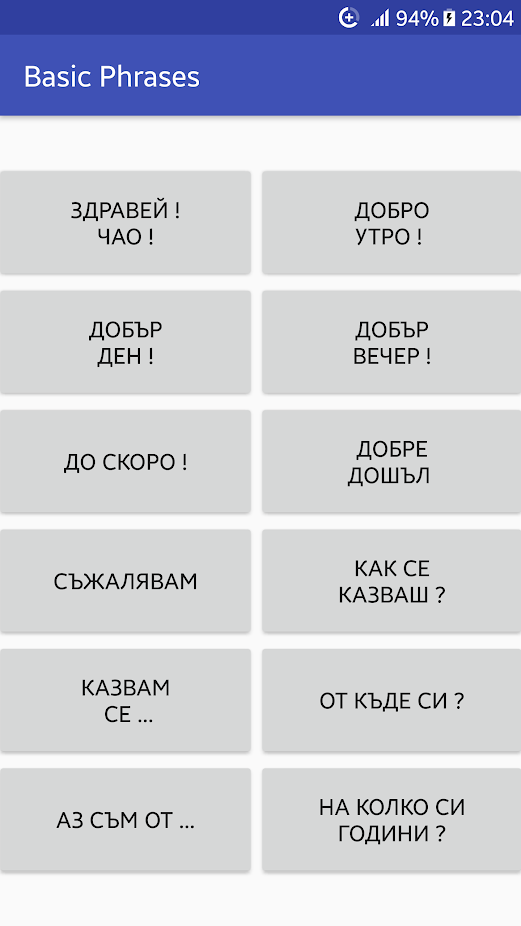 94% 23:04
Basic Phrases
ЗДРАВЕЙ !
ЧАО !
ДОБРО
УТРО !
ДОБЪР
ДЕН !
ДОБЪР
ВЕЧЕР !
ДО СКОРО !
ДОБРЕ
ДОШЪЛ
СЪЖАЛЯВАМ
КАК СЕ
КАЗВАШ ?
КАЗВАМ
СЕ ...
ОТ КЪДЕ СИ ?
АЗ СЪМ ОТ ...
НА КОЛКО СИ
ГОДИНИ ?